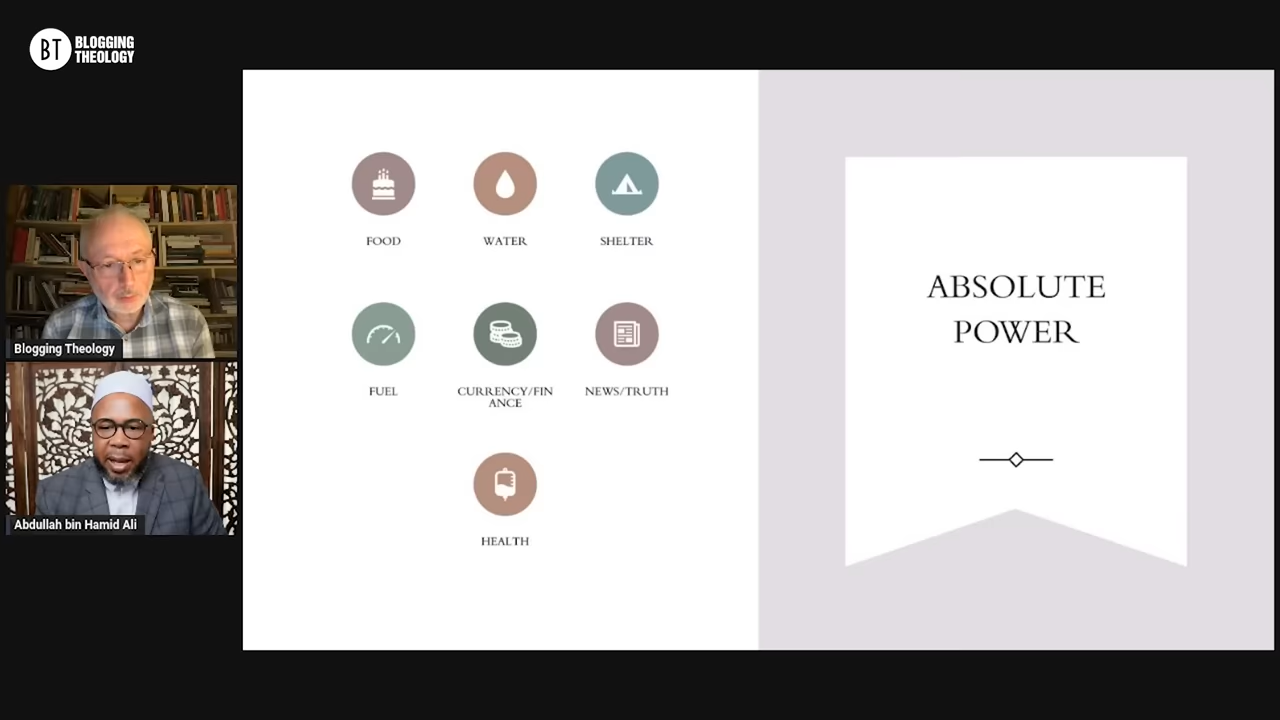 BT
BLOGGING
THEOLOGY
Blogging Theology
Abdullah bin Hamid Ali
FOOD
WATER
SHELTER
FUEL
CURRENCY/FIN
ANCE
NEWS/TRUTH
HEALTH
ABSOLUTE
POWER